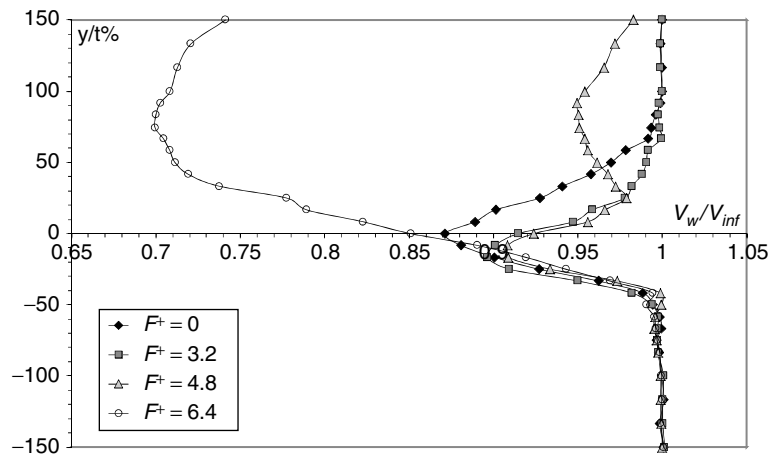 150
y/t%
100
50
V_w/V_inf
0
0.65 0.7 0.75 0.8 0.85 0.9 0.95 1 1.05
−50
F⁺ = 0
F⁺ = 3.2
−100
F⁺ = 4.8
F⁺ = 6.4
−150